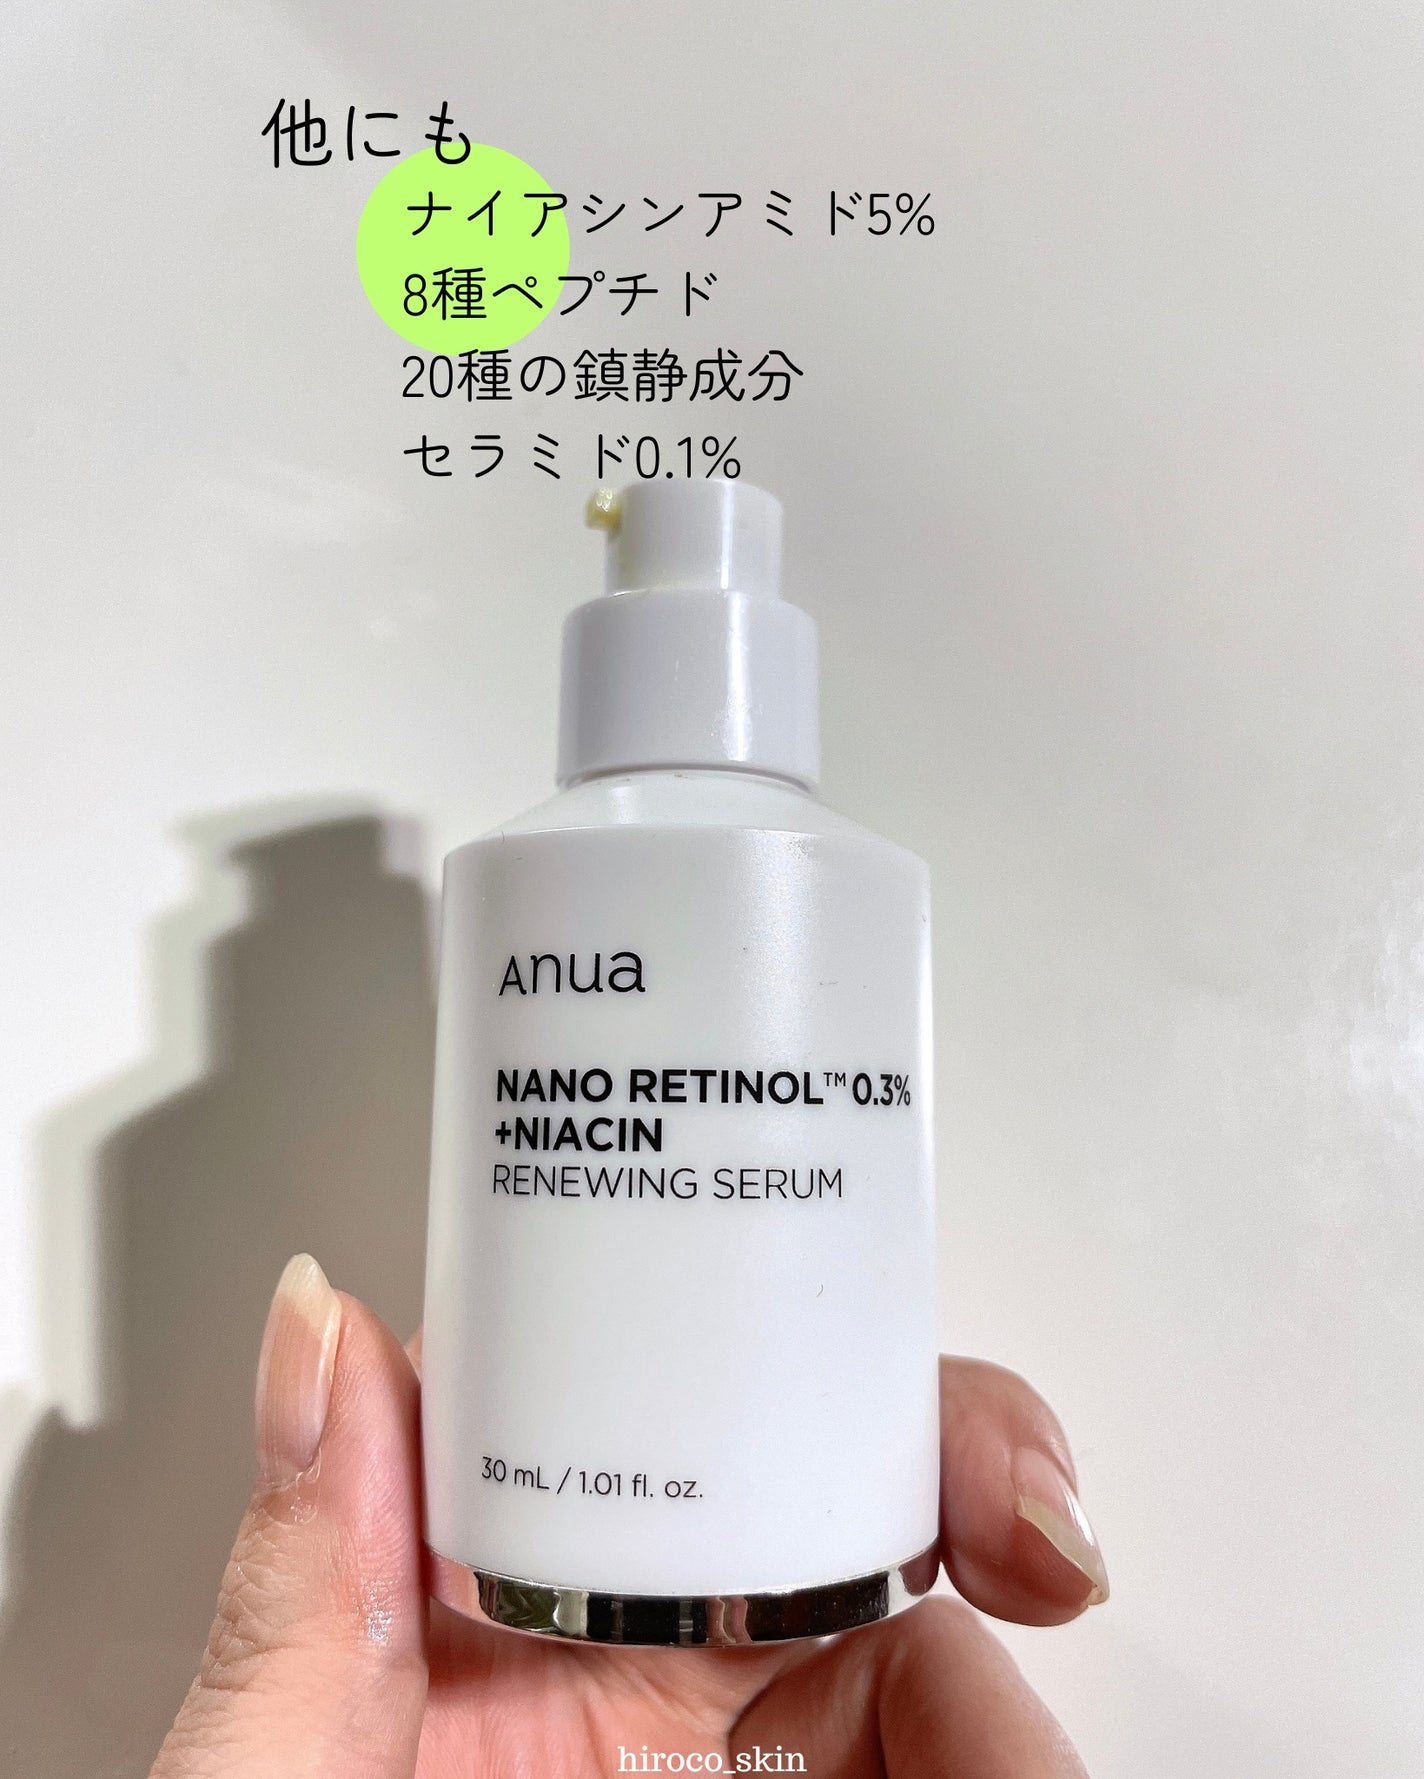 他にも
ナイアシンアミド5%
8種ペプチド
20種の鎮静成分
セラミド0.1%
Anua
NANO RETINOL™ 0.3%
+NIACIN
RENEWING SERUM
30 mL / 1.01 fl. oz.
hiroco_skin